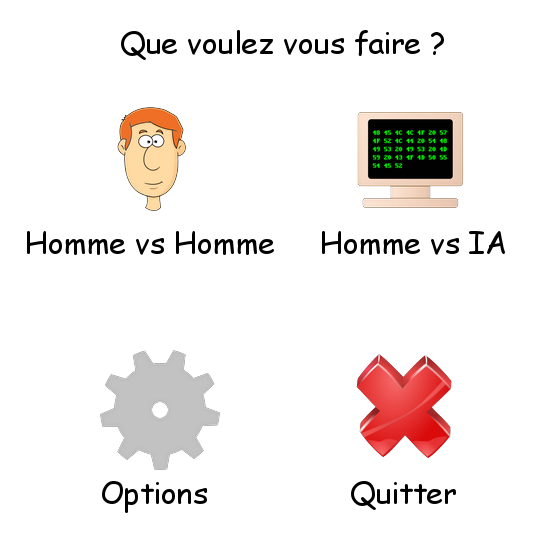 Que voulez vous faire ?
48 45 4C 4C 4F 20 57
4F 52 4C 44 20 54 48
49 53 20 49 53 20 4D
59 20 43 4F 4D 50 55
54 45 52
Homme vs Homme
Homme vs IA
Options
Quitter